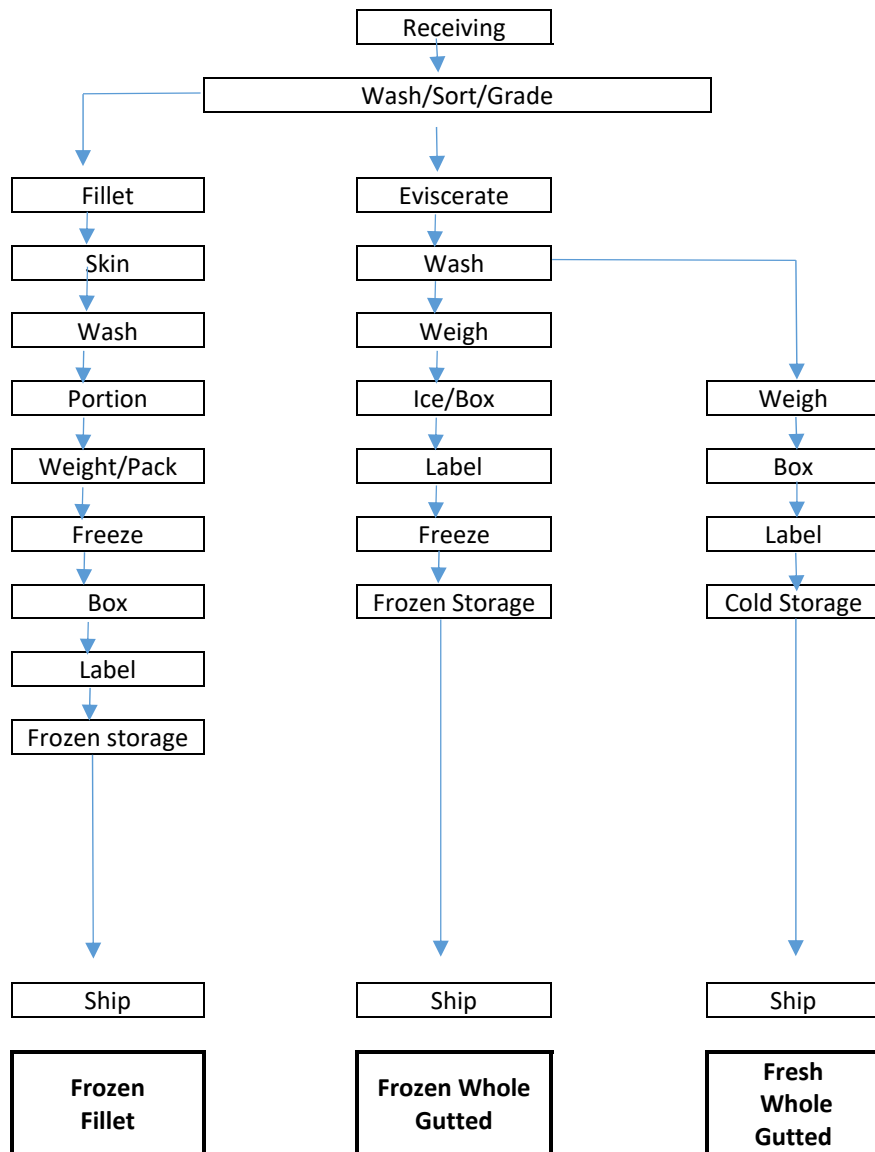 Receiving
Wash/Sort/Grade
Fillet
Skin
Wash
Portion
Weight/Pack
Freeze
Box
Label
Frozen storage
Ship
Frozen
Fillet
Eviscerate
Wash
Weigh
Ice/Box
Label
Freeze
Frozen Storage
Ship
Frozen Whole
Gutted
Weigh
Box
Label
Cold Storage
Ship
Fresh
Whole
Gutted